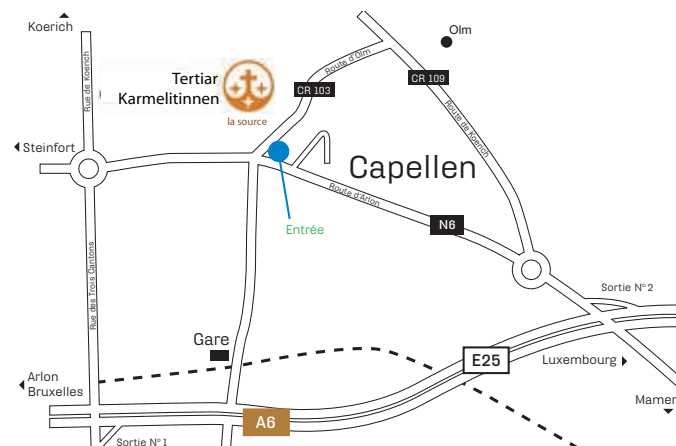 Koerich
Olm
Rue de Koerich
Route d'Olm
Tertiar
Karmelitinnen
la source
CR 103
CR 109
Route de Koerich
Steinfort
Capellen
Route d'Arlon
N6
Entrée
Rue des Trois Cantons
Sortie N° 2
Gare
E25
Luxembourg
Arlon
Bruxelles
Mamer
A6
Sortie N° 1